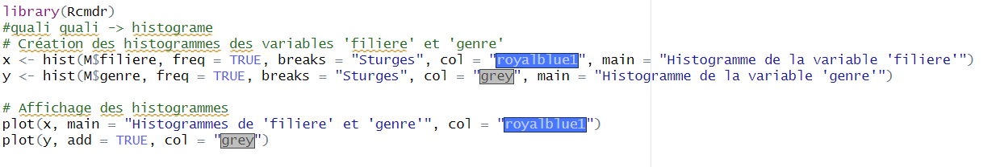 library(Rcmdr)
#quali quali -> histograme
# Création des histogrammes des variables 'filiere' et 'genre'
x <- hist(M$filiere, freq = TRUE, breaks = "Sturges", col = "royalblue1", main = "Histogramme de la variable 'filiere'")
y <- hist(M$genre, freq = TRUE, breaks = "Sturges", col = "grey", main = "Histogramme de la variable 'genre'")
# Affichage des histogrammes
plot(x, main = "Histogrammes de 'filiere' et 'genre'", col = "royalblue1")
plot(y, add = TRUE, col = "grey")